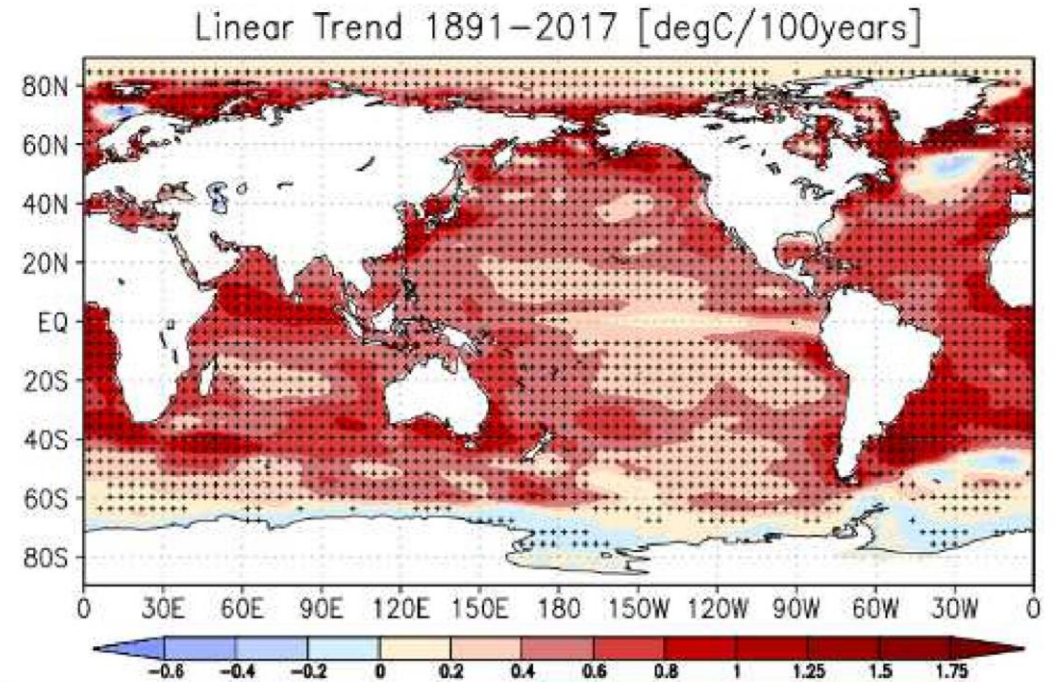 Linear Trend 1891−2017 [degC/100years]
80N
60N
40N
20N
EQ
20S
40S
60S
80S
0 30E 60E 90E 120E 150E 180 150W 120W 90W 60W 30W 0
−0.6 −0.4 −0.2 0 0.2 0.4 0.6 0.8 1 1.25 1.5 1.75